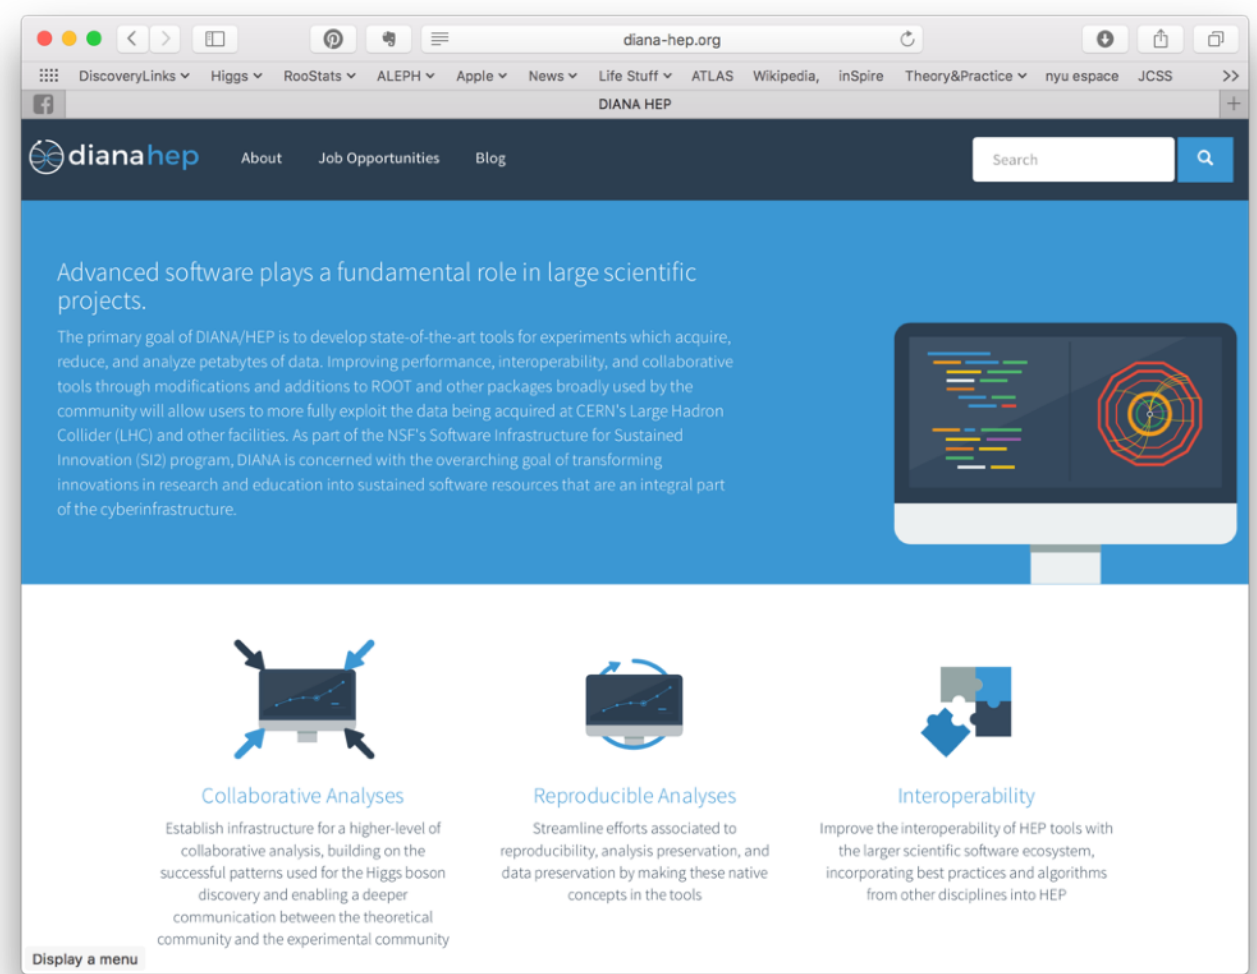 diana-hep.org
DiscoveryLinks Higgs RooStats ALEPH Apple News Life Stuff ATLAS Wikipedia, inSpire Theory&Practice nyu espace JCSS >>
DIANA HEP
dianahep About Job Opportunities Blog Search
Advanced software plays a fundamental role in large scientific
projects.
The primary goal of DIANA/HEP is to develop state-of-the-art tools for experiments which acquire,
reduce, and analyze petabytes of data. Improving performance, interoperability, and collaborative
tools through modifications and additions to ROOT and other packages broadly used by the
community will allow users to more fully exploit the data being acquired at CERN's Large Hadron
Collider (LHC) and other facilities. As part of the NSF's Software Infrastructure for Sustained
Innovation (SI2) program, DIANA is concerned with the overarching goal of transforming
innovations in research and education into sustained software resources that are an integral part
of the cyberinfrastructure.
Collaborative Analyses
Establish infrastructure for a higher-level of
collaborative analysis, building on the
successful patterns used for the Higgs boson
discovery and enabling a deeper
communication between the theoretical
community and the experimental community
Reproducible Analyses
Streamline efforts associated to
reproducibility, analysis preservation, and
data preservation by making these native
concepts in the tools
Interoperability
Improve the interoperability of HEP tools with
the larger scientific software ecosystem,
incorporating best practices and algorithms
from other disciplines into HEP
Display a menu